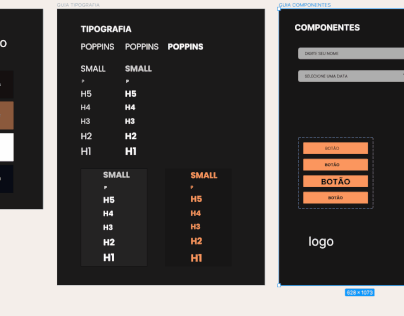 GUIA TIPOGRAFIA
GUIA COMPONENTES
TIPOGRAFIA
POPPINS POPPINS POPPINS
SMALL SMALL
P P
H5 H5
H4 H4
H3 H3
H2 H2
H1 H1
SMALL SMALL
P P
H5 H5
H4 H4
H3 H3
H2 H2
H1 H1
COMPONENTES
DIGITE SEU NOME
SELECIONE UMA DATA
BOTÃO
BOTÃO
BOTÃO
BOTÃO
logo
628 × 1073